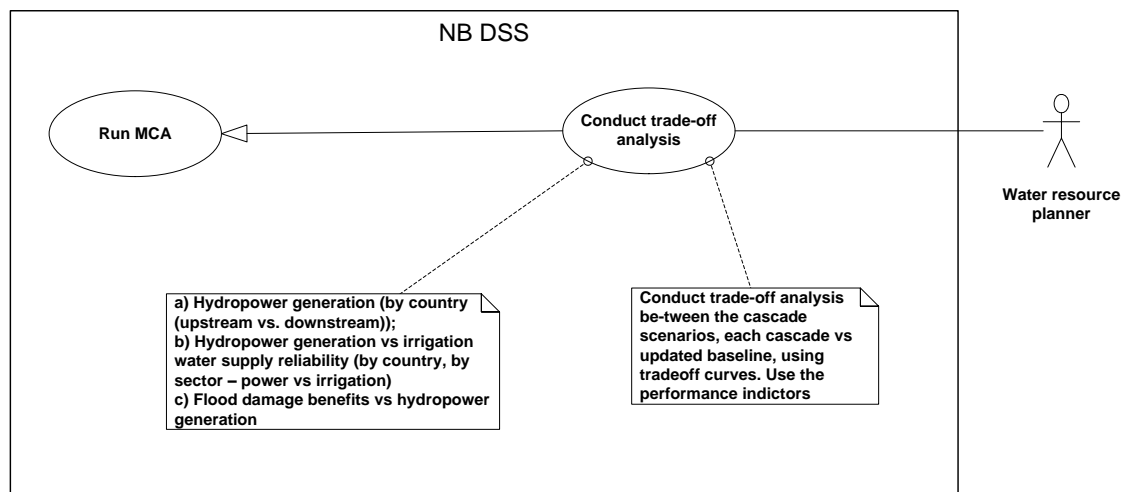 NB DSS
Run MCA
Conduct trade-off
analysis
Water resource
planner
a) Hydropower generation (by country
(upstream vs. downstream));
b) Hydropower generation vs irrigation
water supply reliability (by country, by
sector – power vs irrigation)
c) Flood damage benefits vs hydropower
generation
Conduct trade-off analysis
be-tween the cascade
scenarios, each cascade vs
updated baseline, using
tradeoff curves. Use the
performance indictors